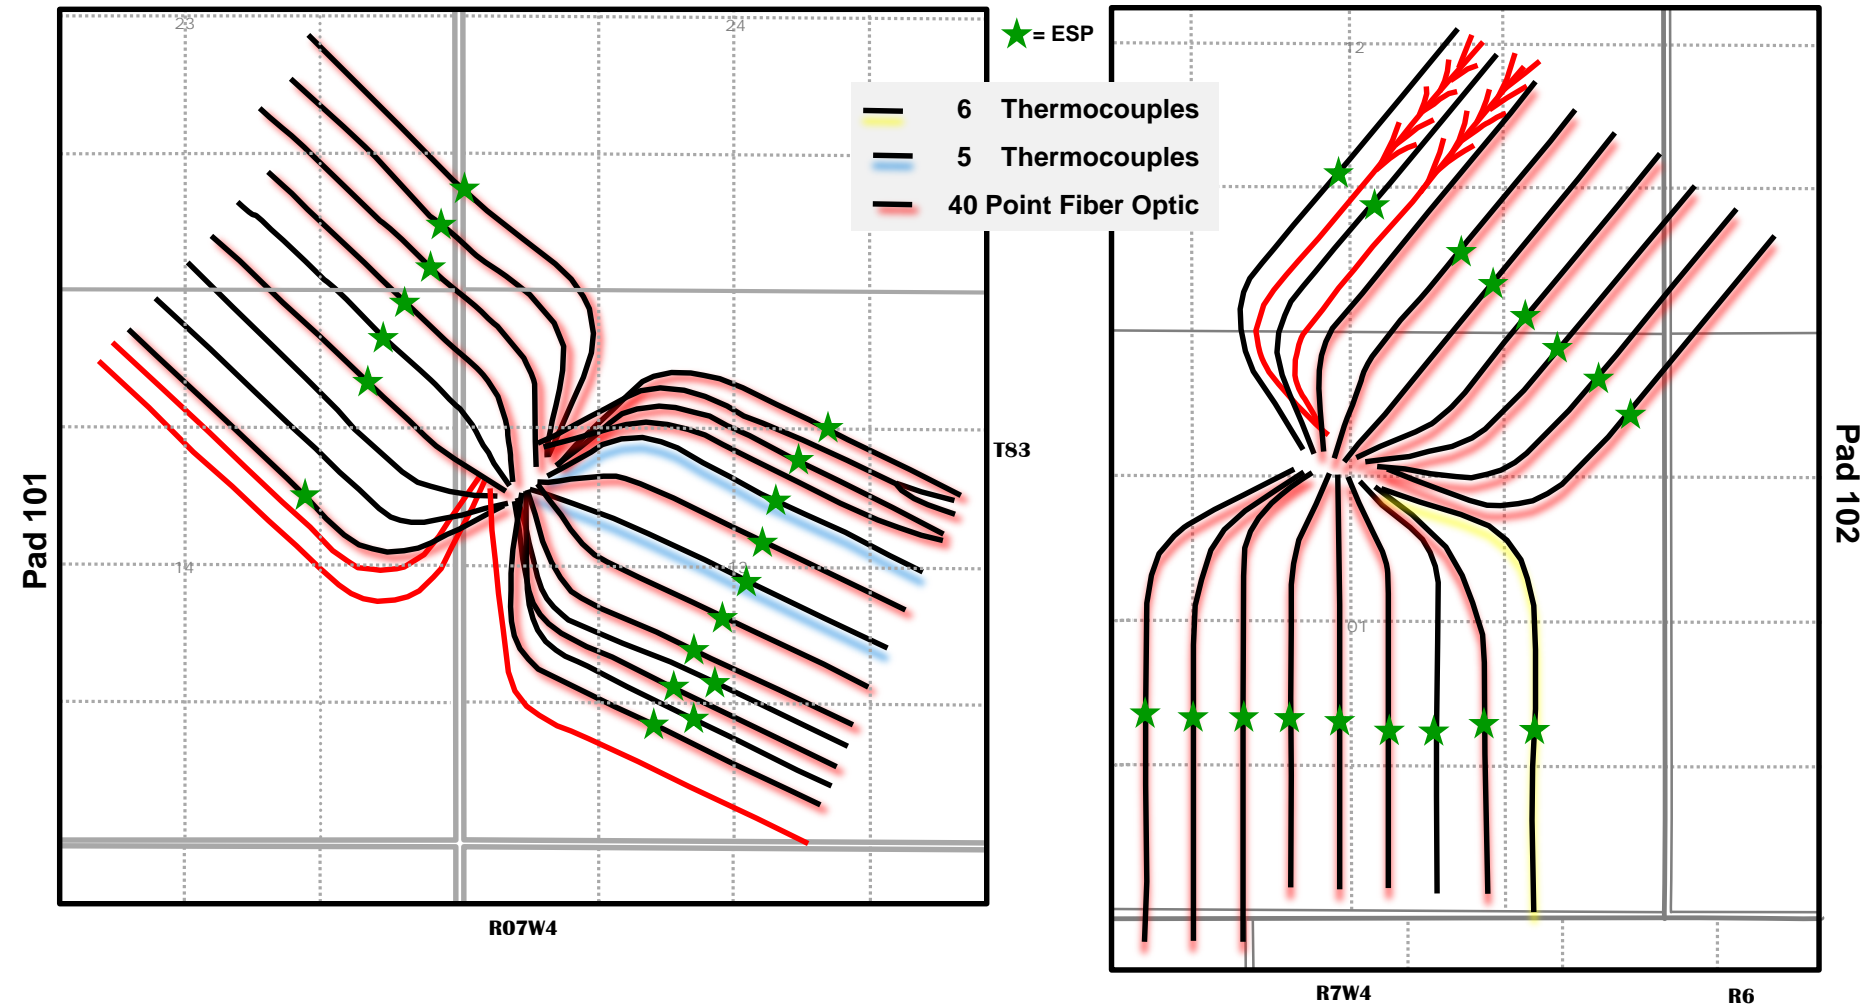 23
24
= ESP
12
6 Thermocouples
5 Thermocouples
40 Point Fiber Optic
T83
Pad 101
Pad 102
14
13
01
R07W4
R7W4
R6